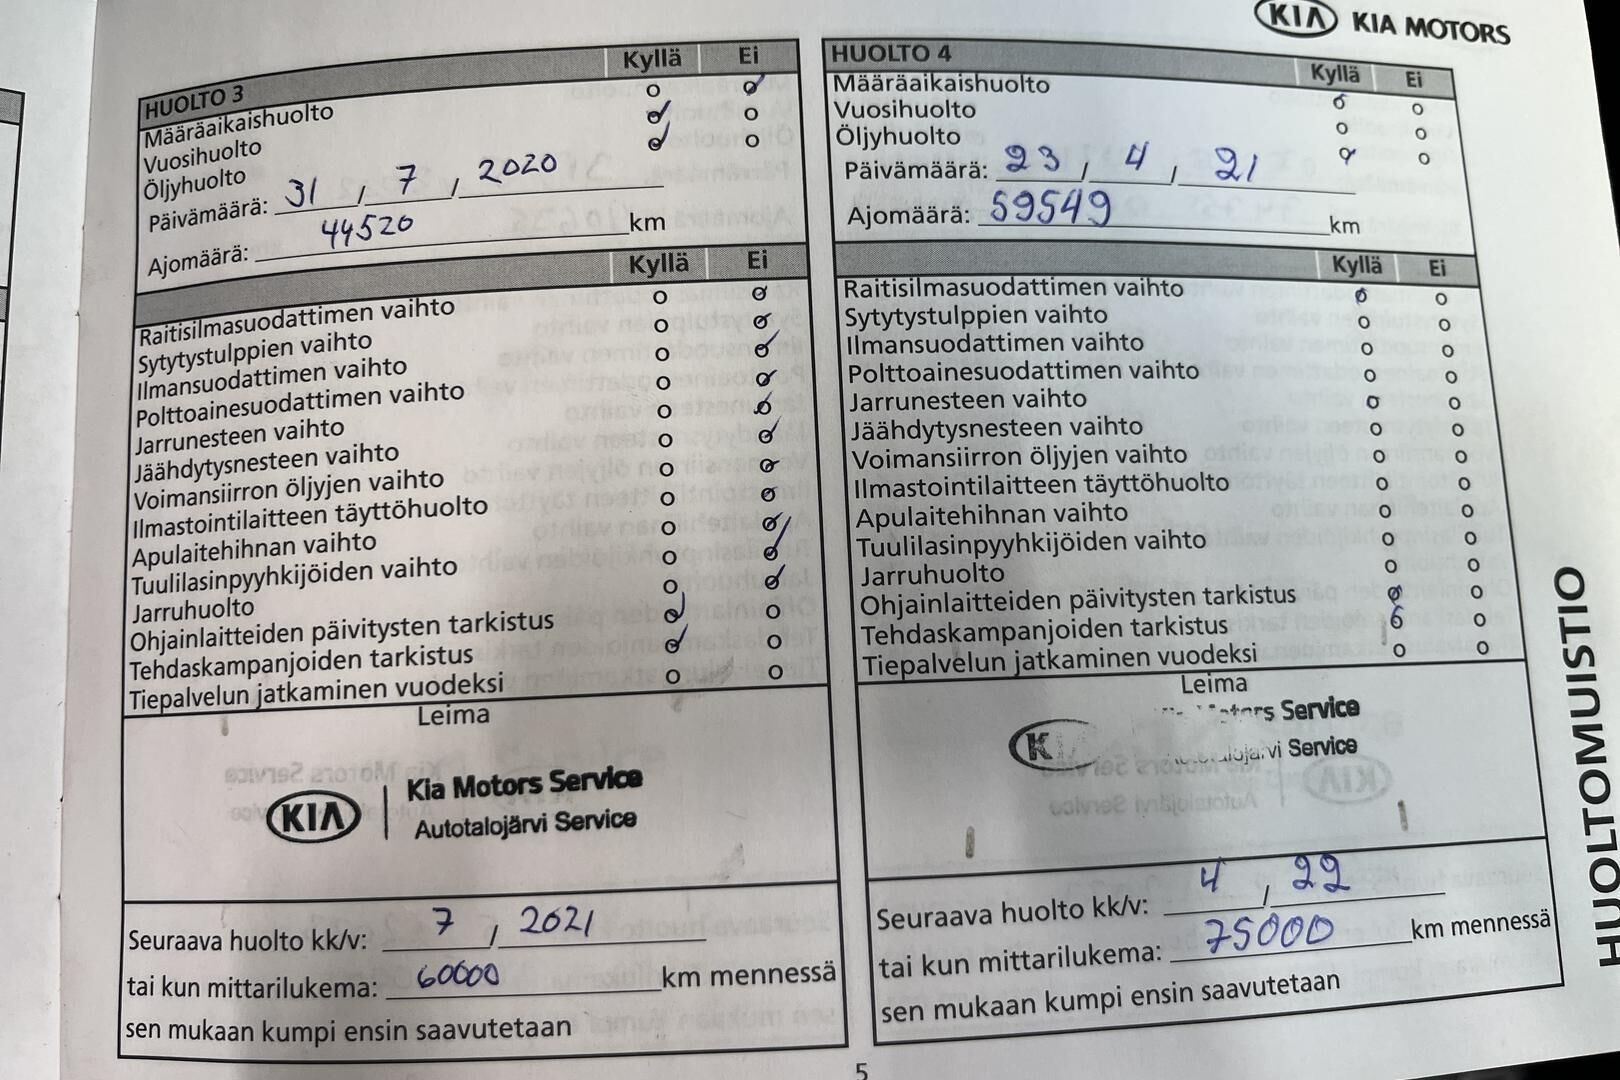 KIA KIA MOTORS
HUOLTO 3 Kyllä Ei
Määräaikaishuolto
Vuosihuolto
Öljyhuolto
Päivämäärä: 31 / 7 / 2020
Ajomäärä: 44520 km
Kyllä Ei
Raitisilmasuodattimen vaihto
Sytytystulppien vaihto
Ilmansuodattimen vaihto
Polttoainesuodattimen vaihto
Jarrunesteen vaihto
Jäähdytysnesteen vaihto
Voimansiirron öljyjen vaihto
Ilmastointilaitteen täyttöhuolto
Apulaitehihnan vaihto
Tuulilasinpyyhkijöiden vaihto
Jarruhuolto
Ohjainlaitteiden päivitysten tarkistus
Tehdaskampanjoiden tarkistus
Tiepalvelun jatkaminen vuodeksi
Leima
KIA Kia Motors Service
Autotalojärvi Service
Seuraava huolto kk/v: 7 / 2021
tai kun mittarilukema: 60000 km mennessä
sen mukaan kumpi ensin saavutetaan
HUOLTO 4 Kyllä Ei
Määräaikaishuolto
Vuosihuolto
Öljyhuolto
Päivämäärä: 23 / 4 / 21
Ajomäärä: 59549 km
Kyllä Ei
Raitisilmasuodattimen vaihto
Sytytystulppien vaihto
Ilmansuodattimen vaihto
Polttoainesuodattimen vaihto
Jarrunesteen vaihto
Jäähdytysnesteen vaihto
Voimansiirron öljyjen vaihto
Ilmastointilaitteen täyttöhuolto
Apulaitehihnan vaihto
Tuulilasinpyyhkijöiden vaihto
Jarruhuolto
Ohjainlaitteiden päivitysten tarkistus
Tehdaskampanjoiden tarkistus
Tiepalvelun jatkaminen vuodeksi
Leima
Service
Service
Seuraava huolto kk/v: 4 / 22
tai kun mittarilukema: 75000 km mennessä
sen mukaan kumpi ensin saavutetaan
HUOLTOMUISTIO
5